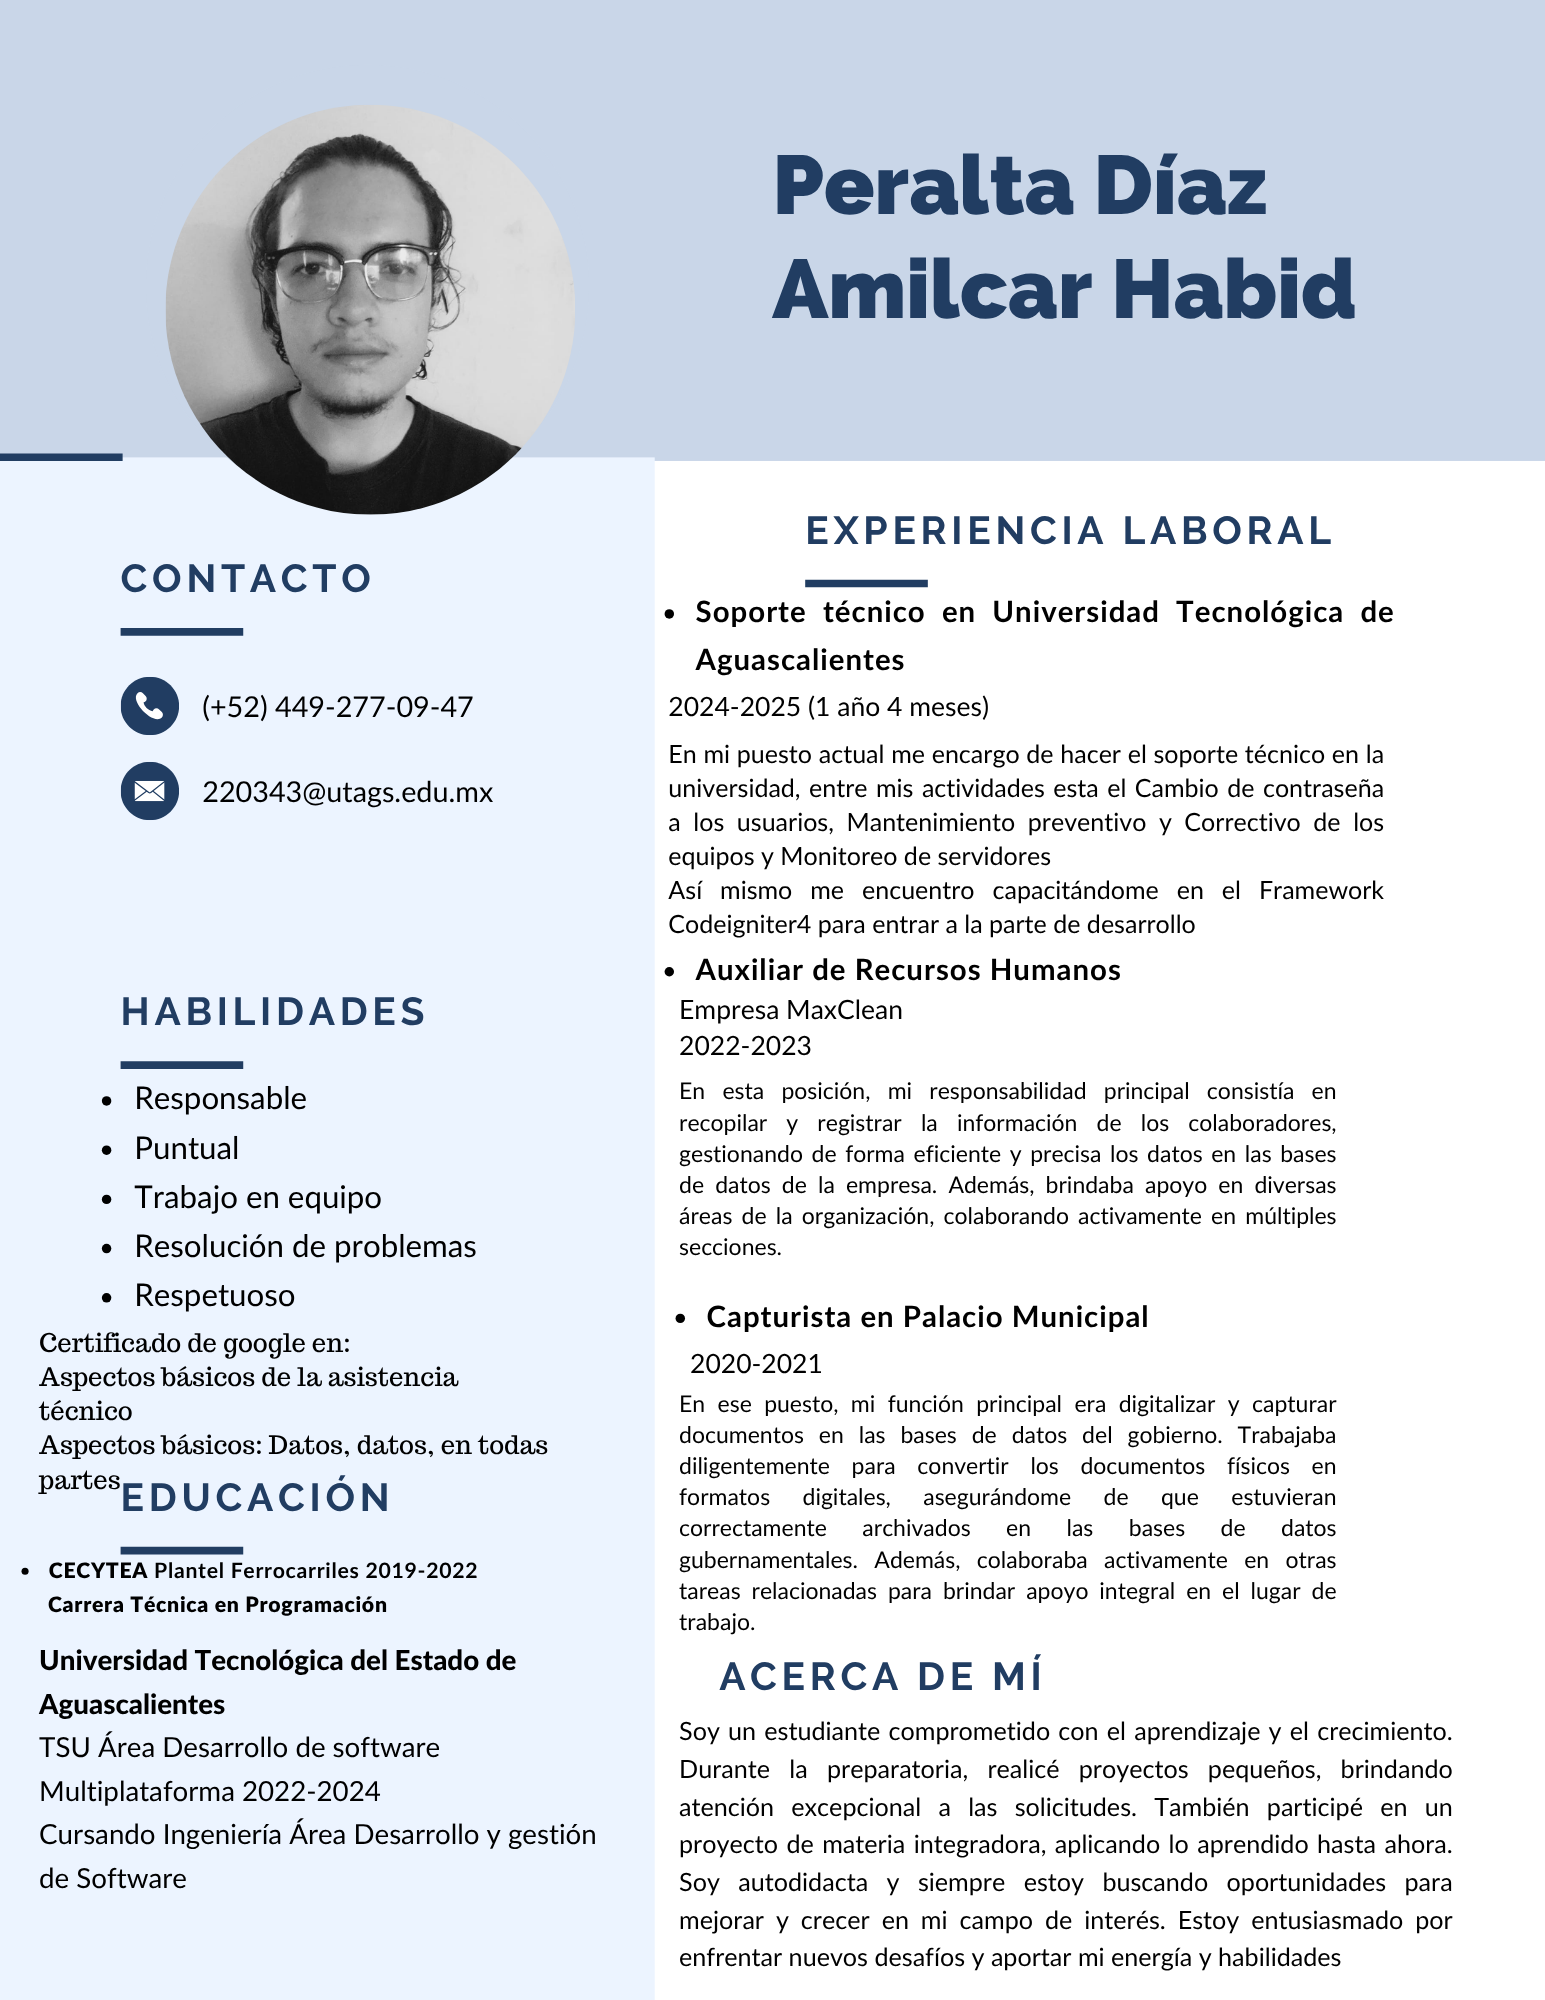 Peralta Díaz
Amilcar Habid
CONTACTO
(+52) 449-277-09-47
220343@utags.edu.mx
HABILIDADES
• Responsable
• Puntual
• Trabajo en equipo
• Resolución de problemas
• Respetuoso
Certificado de google en:
Aspectos básicos de la asistencia
técnico
Aspectos básicos: Datos, datos, en todas
partes
EDUCACIÓN
• CECYTEA Plantel Ferrocarriles 2019-2022
Carrera Técnica en Programación
Universidad Tecnológica del Estado de
Aguascalientes
TSU Área Desarrollo de software
Multiplataforma 2022-2024
Cursando Ingeniería Área Desarrollo y gestión
de Software
EXPERIENCIA LABORAL
• Soporte técnico en Universidad Tecnológica de
Aguascalientes
2024-2025 (1 año 4 meses)
En mi puesto actual me encargo de hacer el soporte técnico en la
universidad, entre mis actividades esta el Cambio de contraseña
a los usuarios, Mantenimiento preventivo y Correctivo de los
equipos y Monitoreo de servidores
Así mismo me encuentro capacitándome en el Framework
Codeigniter4 para entrar a la parte de desarrollo
• Auxiliar de Recursos Humanos
Empresa MaxClean
2022-2023
En esta posición, mi responsabilidad principal consistía en
recopilar y registrar la información de los colaboradores,
gestionando de forma eficiente y precisa los datos en las bases
de datos de la empresa. Además, brindaba apoyo en diversas
áreas de la organización, colaborando activamente en múltiples
secciones.
• Capturista en Palacio Municipal
2020-2021
En ese puesto, mi función principal era digitalizar y capturar
documentos en las bases de datos del gobierno. Trabajaba
diligentemente para convertir los documentos físicos en
formatos digitales, asegurándome de que estuvieran
correctamente archivados en las bases de datos
gubernamentales. Además, colaboraba activamente en otras
tareas relacionadas para brindar apoyo integral en el lugar de
trabajo.
ACERCA DE MÍ
Soy un estudiante comprometido con el aprendizaje y el crecimiento.
Durante la preparatoria, realicé proyectos pequeños, brindando
atención excepcional a las solicitudes. También participé en un
proyecto de materia integradora, aplicando lo aprendido hasta ahora.
Soy autodidacta y siempre estoy buscando oportunidades para
mejorar y crecer en mi campo de interés. Estoy entusiasmado por
enfrentar nuevos desafíos y aportar mi energía y habilidades